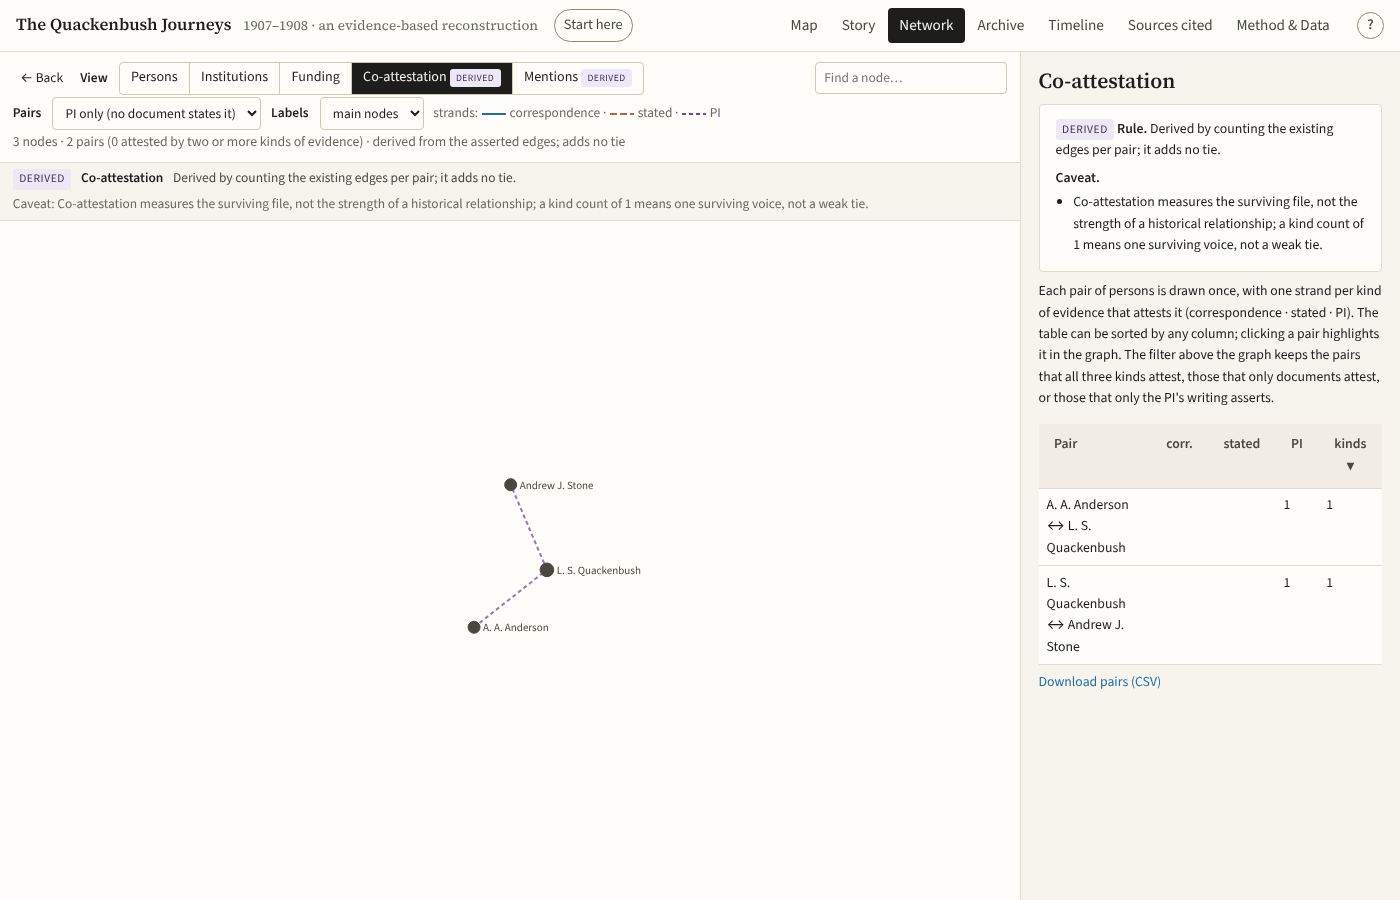 The Quackenbush Journeys 1907–1908 · an evidence-based reconstruction Start here Map Story Network Archive Timeline Sources cited Method & Data ?
← Back View Persons Institutions Funding Co-attestation DERIVED Mentions DERIVED Find a node…
Pairs PI only (no document states it) Labels main nodes strands: correspondence · stated · PI
3 nodes · 2 pairs (0 attested by two or more kinds of evidence) · derived from the asserted edges; adds no tie
DERIVED Co-attestation Derived by counting the existing edges per pair; it adds no tie.
Caveat: Co-attestation measures the surviving file, not the strength of a historical relationship; a kind count of 1 means one surviving voice, not a weak tie.
Andrew J. Stone
L. S. Quackenbush
A. A. Anderson
Co-attestation
DERIVED Rule. Derived by counting the existing
edges per pair; it adds no tie.
Caveat.
• Co-attestation measures the surviving file, not the
strength of a historical relationship; a kind count of
1 means one surviving voice, not a weak tie.
Each pair of persons is drawn once, with one strand per kind
of evidence that attests it (correspondence · stated · PI). The
table can be sorted by any column; clicking a pair highlights
it in the graph. The filter above the graph keeps the pairs
that all three kinds attest, those that only documents attest,
or those that only the PI's writing asserts.
Pair corr. stated PI kinds
▼
A. A. Anderson 1 1
↔ L. S.
Quackenbush
L. S. 1 1
Quackenbush
↔ Andrew J.
Stone
Download pairs (CSV)